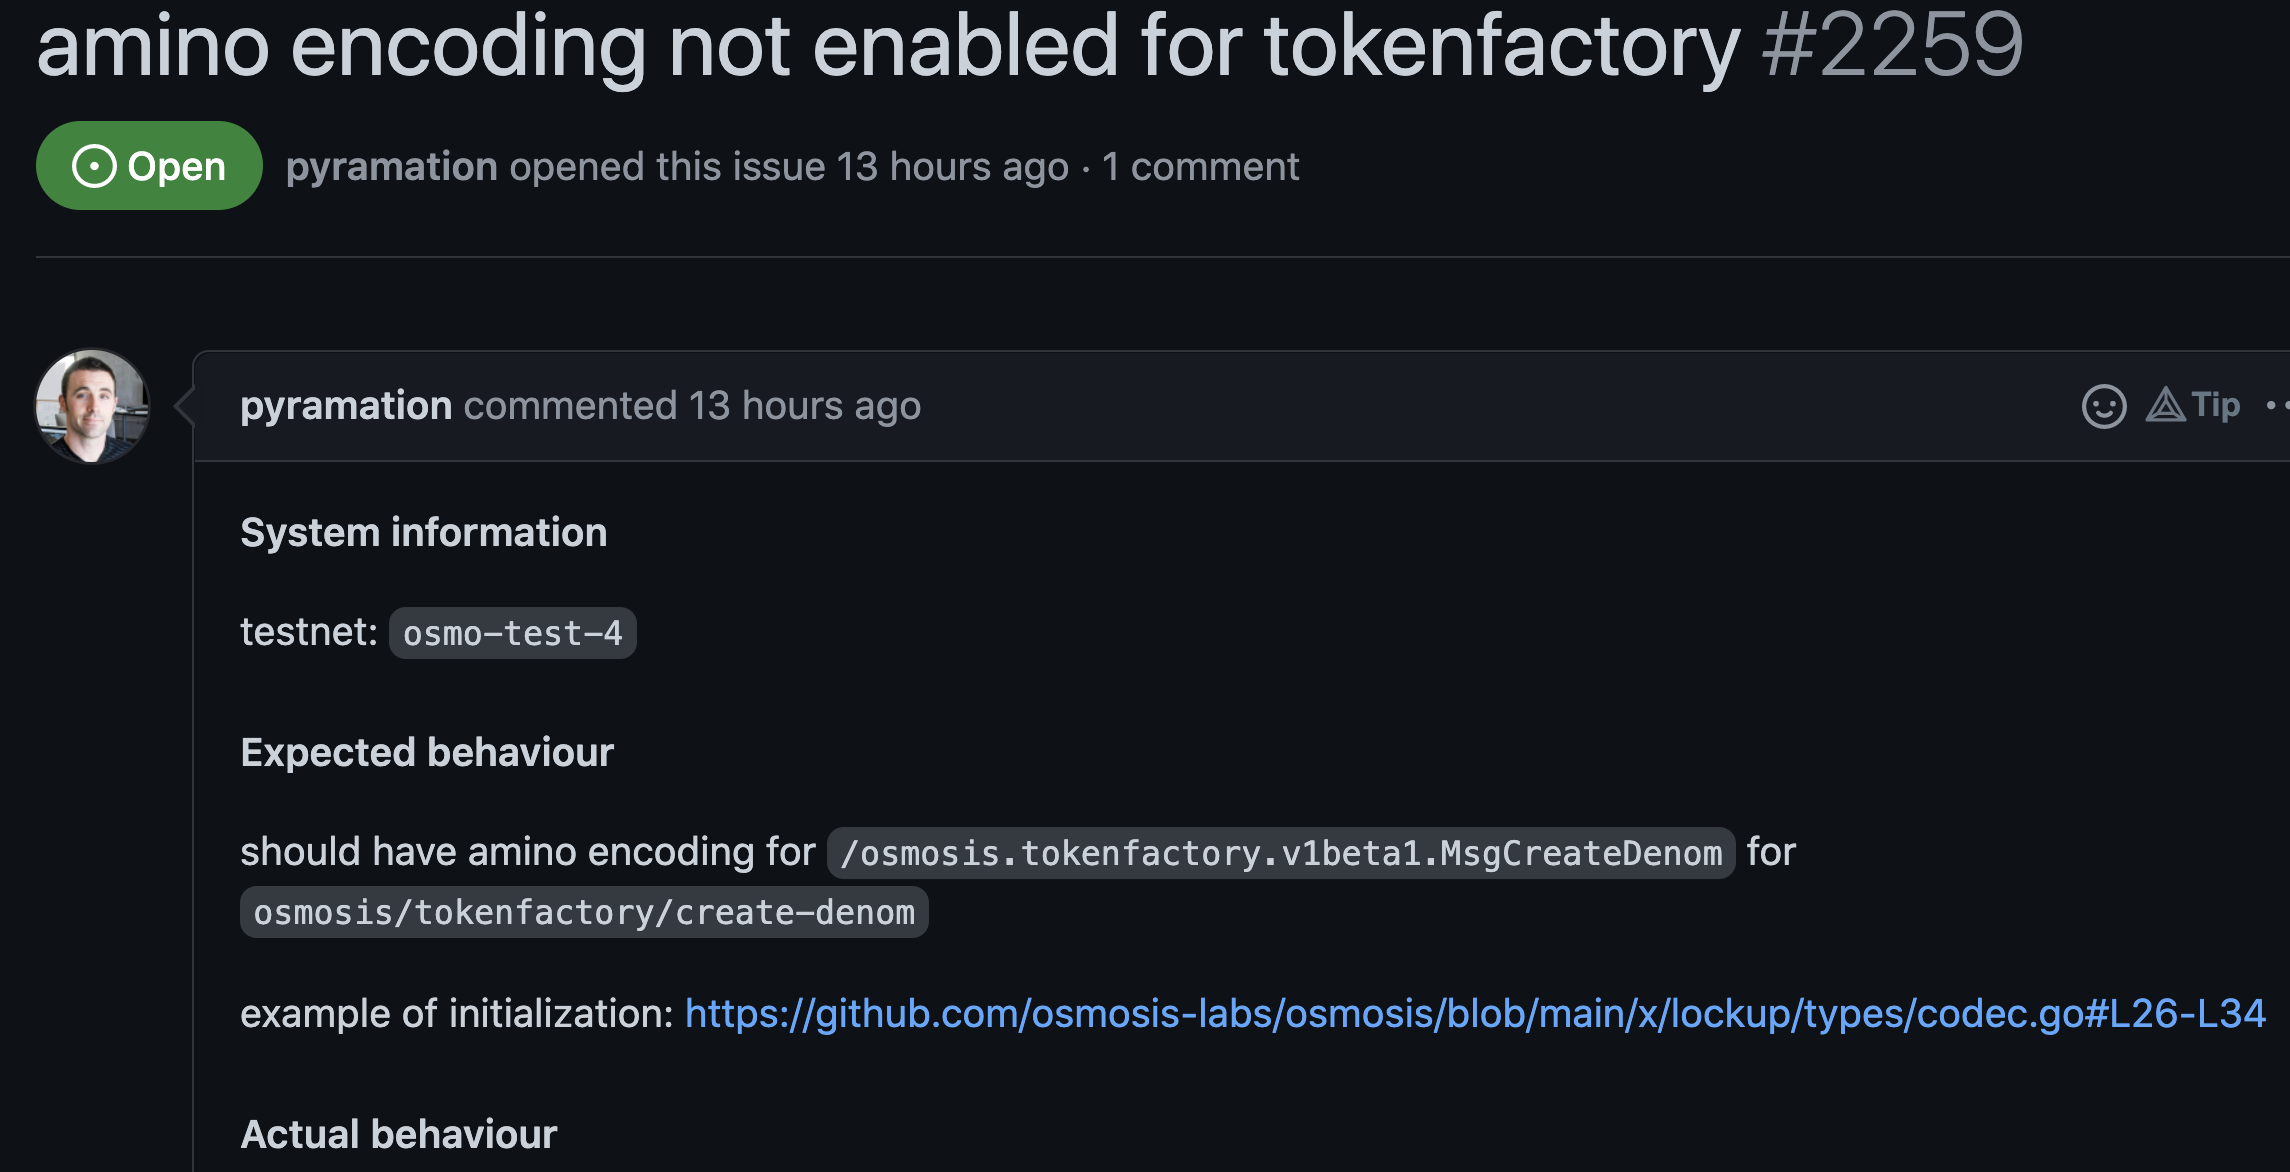 amino encoding not enabled for tokenfactory #2259
Open pyramation opened this issue 13 hours ago · 1 comment
pyramation commented 13 hours ago Tip
System information
testnet: osmo-test-4
Expected behaviour
should have amino encoding for /osmosis.tokenfactory.v1beta1.MsgCreateDenom for
osmosis/tokenfactory/create-denom
example of initialization: https://github.com/osmosis-labs/osmosis/blob/main/x/lockup/types/codec.go#L26-L34
Actual behaviour